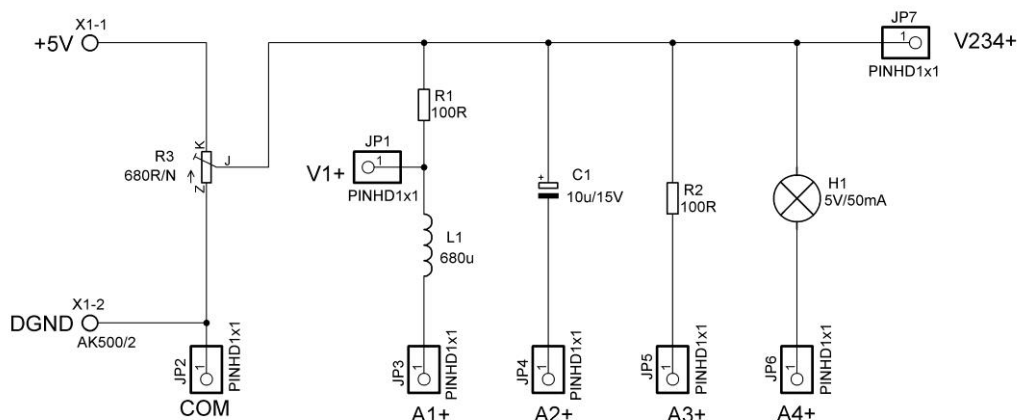 X1-1
+5V
JP7
1
V234+
PINHD1x1
R1
100R
K
R3
680R/N
J
Z
JP1
1
V1+
PINHD1x1
C1
+
10u/15V
R2
100R
H1
5V/50mA
L1
680u
X1-2
DGND
AK500/2
JP2
1
PINHD1x1
COM
JP3
1
PINHD1x1
A1+
JP4
1
PINHD1x1
A2+
JP5
1
PINHD1x1
A3+
JP6
1
PINHD1x1
A4+